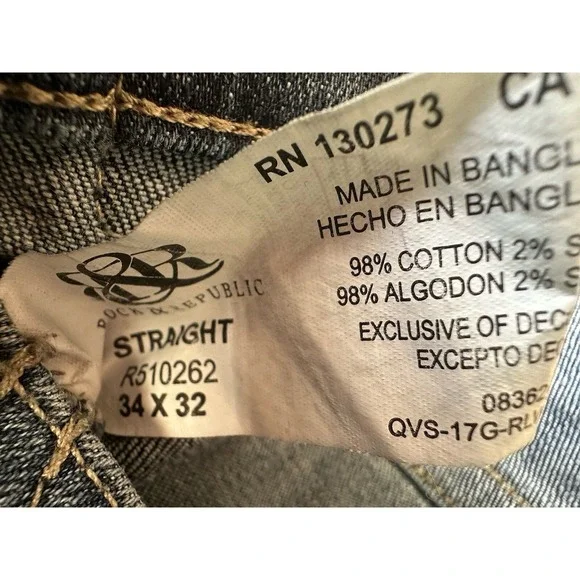 ROCK & REPUBLIC
STRAIGHT
R510262
34 X 32
RN 130273 CA
MADE IN BANGL
HECHO EN BANGL
98% COTTON 2% S
98% ALGODON 2% S
EXCLUSIVE OF DEC
EXCEPTO DE
08362
QVS-17G-RL